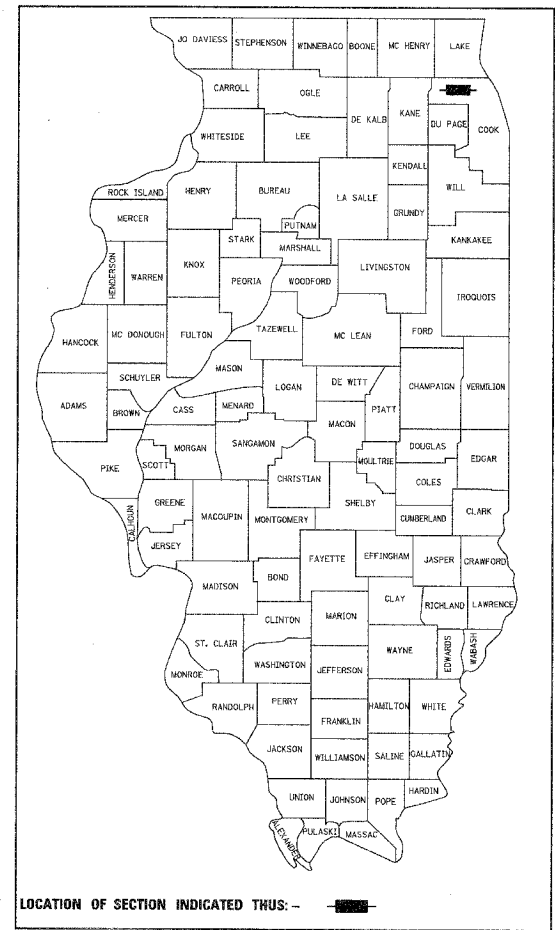 JO DAVIESS STEPHENSON WINNEBAGO BOONE MC HENRY LAKE
CARROLL OGLE DE KALB KANE DU PAGE COOK
WHITESIDE LEE
KENDALL WILL
ROCK ISLAND HENRY BUREAU LA SALLE GRUNDY
MERCER PUTNAM
STARK MARSHALL KANKAKEE
HENDERSON WARREN KNOX PEORIA WOODFORD LIVINGSTON IROQUOIS
HANCOCK MC DONOUGH FULTON TAZEWELL MC LEAN FORD
MASON
SCHUYLER LOGAN DE WITT CHAMPAIGN VERMILION
ADAMS BROWN CASS MENARD MACON PIATT
MORGAN SANGAMON DOUGLAS EDGAR
PIKE SCOTT CHRISTIAN MOULTRIE COLES
GREENE MACOUPIN SHELBY
CALHOUN MONTGOMERY CUMBERLAND CLARK
JERSEY FAYETTE EFFINGHAM JASPER CRAWFORD
MADISON BOND
CLAY RICHLAND LAWRENCE
CLINTON MARION
ST. CLAIR WAYNE EDWARDS WABASH
MONROE WASHINGTON JEFFERSON
RANDOLPH PERRY HAMILTON WHITE
FRANKLIN
JACKSON WILLIAMSON SALINE GALLATIN
UNION JOHNSON POPE HARDIN
ALEXANDER PULASKI MASSAC
LOCATION OF SECTION INDICATED THUS: –